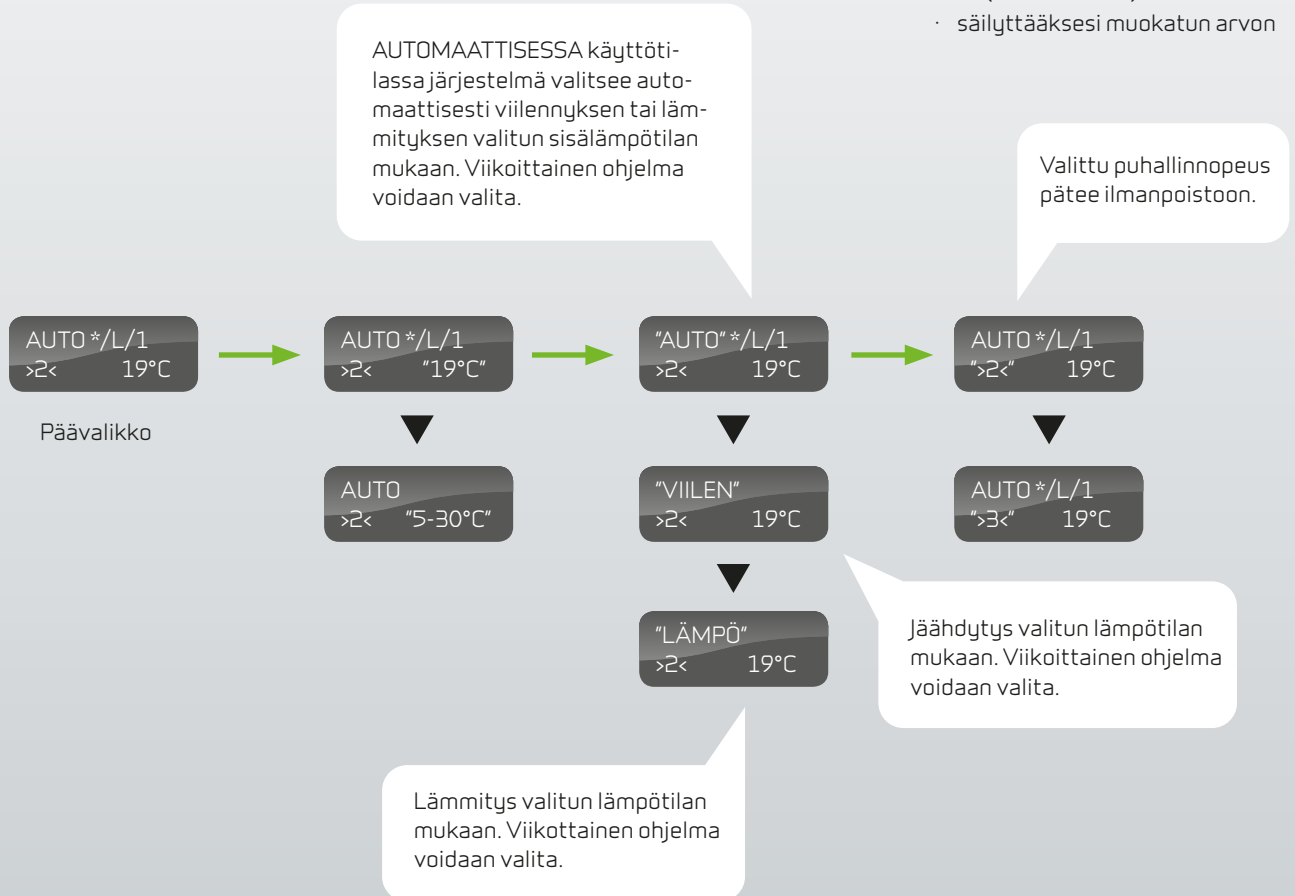 · säilyttääksesi muokatun arvon
AUTOMAATTISESSA käyttöti-
lassa järjestelmä valitsee auto-
maattisesti viilennyksen tai läm-
mityksen valitun sisälämpötilan
mukaan. Viikoittainen ohjelma
voidaan valita.
Valittu puhallinnopeus
pätee ilmanpoistoon.
AUTO */L/1
>2< 19°C
AUTO */L/1
>2< "19°C"
"AUTO" */L/1
>2< 19°C
AUTO */L/1
">2<" 19°C
Päävalikko
AUTO
>2< "5-30°C"
"VIILEN"
>2< 19°C
AUTO */L/1
">3<" 19°C
"LÄMPÖ"
>2< 19°C
Jäähdytys valitun lämpötilan
mukaan. Viikoittainen ohjelma
voidaan valita.
Lämmitys valitun lämpötilan
mukaan. Viikottainen ohjelma
voidaan valita.